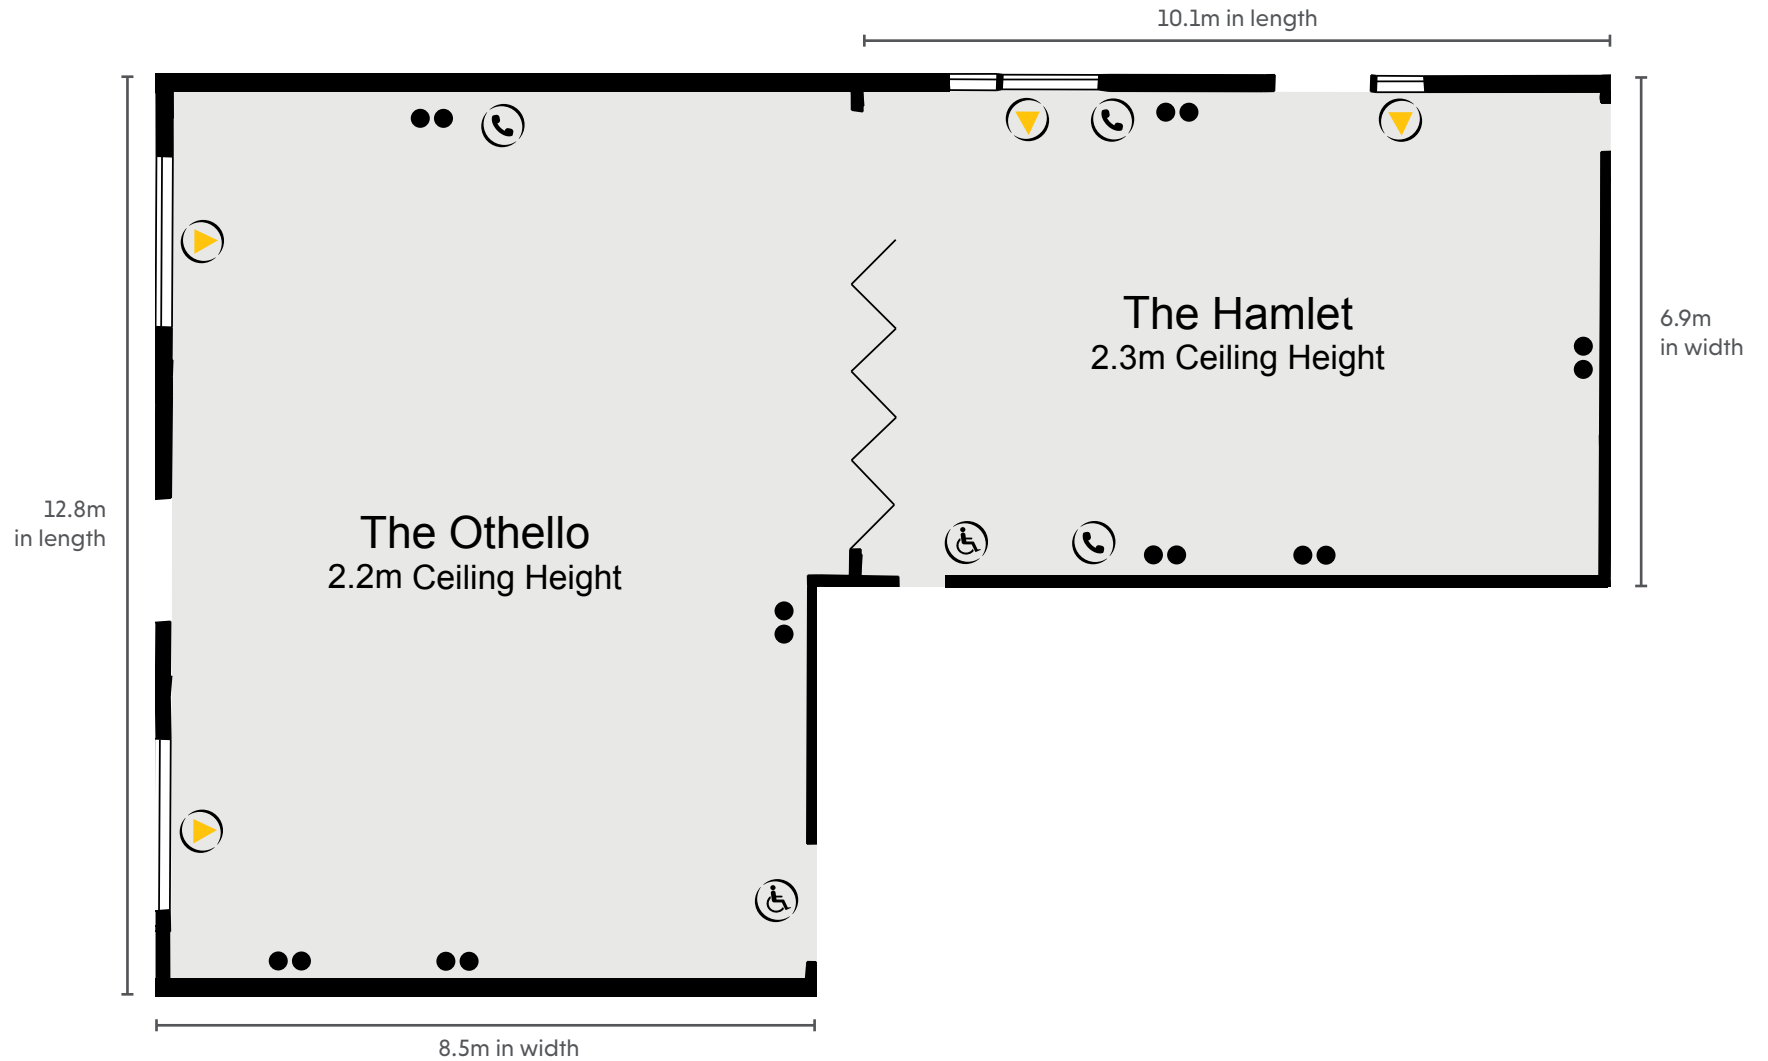 10.1m in length
The Hamlet
2.3m Ceiling Height
6.9m
in width
12.8m
in length
The Othello
2.2m Ceiling Height
8.5m in width